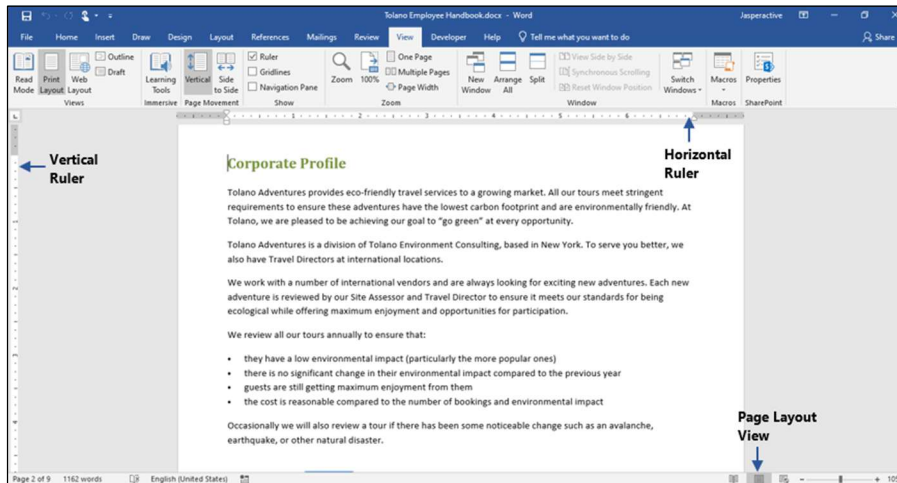 Tolano Employee Handbook.docx - Word
Jasperactive
File Home Insert Draw Design Layout References Mailings Review View Developer Help Tell me what you want to do Share
Read Mode
Print Layout
Web Layout
Outline
Draft
Views
Learning Tools
Immersive
Vertical
Side to Side
Page Movement
Ruler
Gridlines
Navigation Pane
Show
Zoom
100%
One Page
Multiple Pages
Page Width
Zoom
New Window
Arrange All
Split
View Side by Side
Synchronous Scrolling
Reset Window Position
Window
Switch Windows
Macros
Macros
Properties
SharePoint
1 2 3 4 5 6
Vertical
Ruler
Horizontal
Ruler
Corporate Profile
Tolano Adventures provides eco-friendly travel services to a growing market. All our tours meet stringent
requirements to ensure these adventures have the lowest carbon footprint and are environmentally friendly. At
Tolano, we are pleased to be achieving our goal to “go green” at every opportunity.
Tolano Adventures is a division of Tolano Environment Consulting, based in New York. To serve you better, we
also have Travel Directors at international locations.
We work with a number of international vendors and are always looking for exciting new adventures. Each new
adventure is reviewed by our Site Assessor and Travel Director to ensure it meets our standards for being
ecological while offering maximum enjoyment and opportunities for participation.
We review all our tours annually to ensure that:
• they have a low environmental impact (particularly the more popular ones)
• there is no significant change in their environmental impact compared to the previous year
• guests are still getting maximum enjoyment from them
• the cost is reasonable compared to the number of bookings and environmental impact
Occasionally we will also review a tour if there has been some noticeable change such as an avalanche,
earthquake, or other natural disaster.
Page Layout
View
Page 2 of 9 1162 words English (United States)